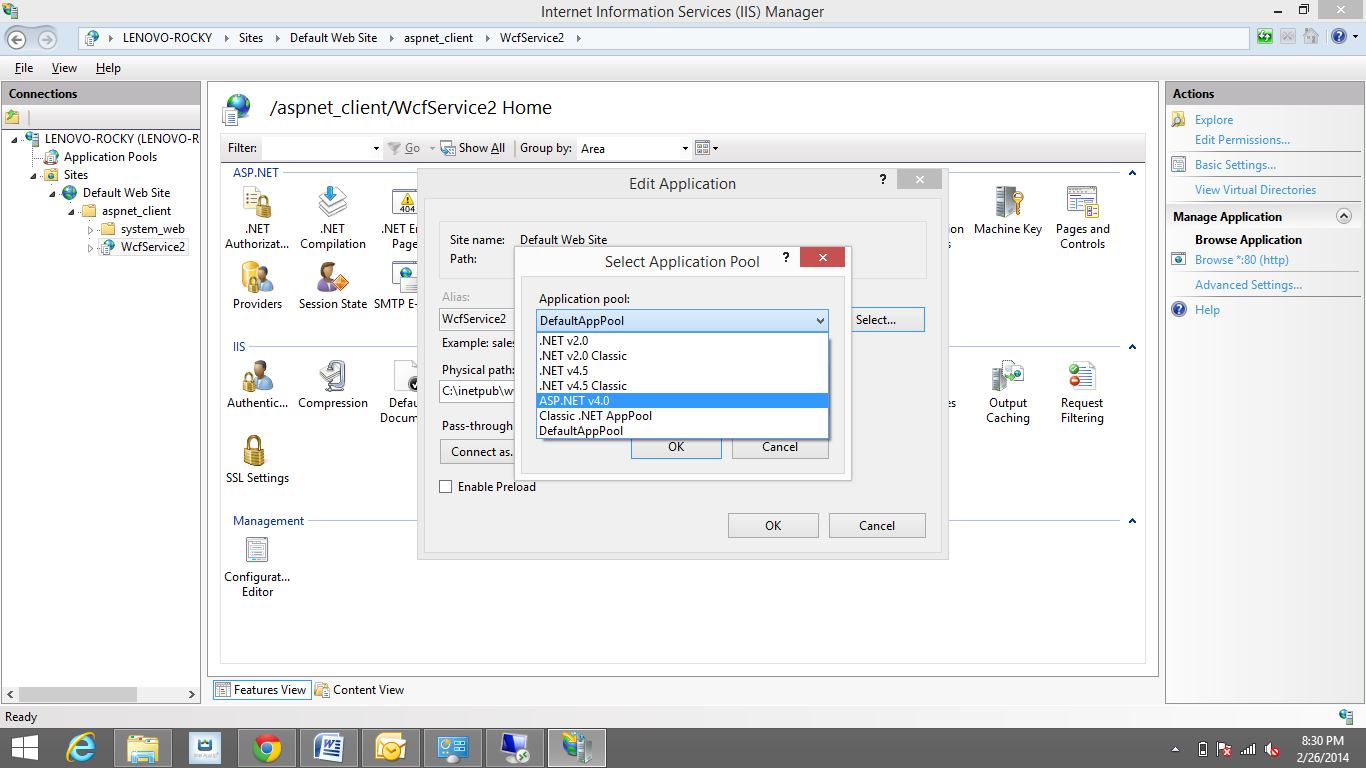 Internet Information Services (IIS) Manager
LENOVO-ROCKY Sites Default Web Site aspnet_client WcfService2
File View Help
Connections
LENOVO-ROCKY (LENOVO-R
Application Pools
Sites
Default Web Site
aspnet_client
system_web
WcfService2
/aspnet_client/WcfService2 Home
Filter: Go Show All Group by: Area
ASP.NET
.NET Authorizat...
.NET Compilation
.NET En
Page
Machine Key
Pages and Controls
Providers
Session State
SMTP E-
IIS
Authentic...
Compression
Defau
Docum
Output Caching
Request Filtering
SSL Settings
Management
Configurat... Editor
Edit Application
?
Site name: Default Web Site
Path:
Alias:
WcfService2
Select...
Example: sales
Physical path:
C:\inetpub\w
Pass-through
Connect as.
Enable Preload
OK Cancel
Select Application Pool
?
Application pool:
DefaultAppPool
.NET v2.0
.NET v2.0 Classic
.NET v4.5
.NET v4.5 Classic
ASP.NET v4.0
Classic .NET AppPool
DefaultAppPool
OK Cancel
Actions
Explore
Edit Permissions...
Basic Settings...
View Virtual Directories
Manage Application
Browse Application
Browse *:80 (http)
Advanced Settings...
Help
Features View Content View
Ready
8:30 PM
2/26/2014